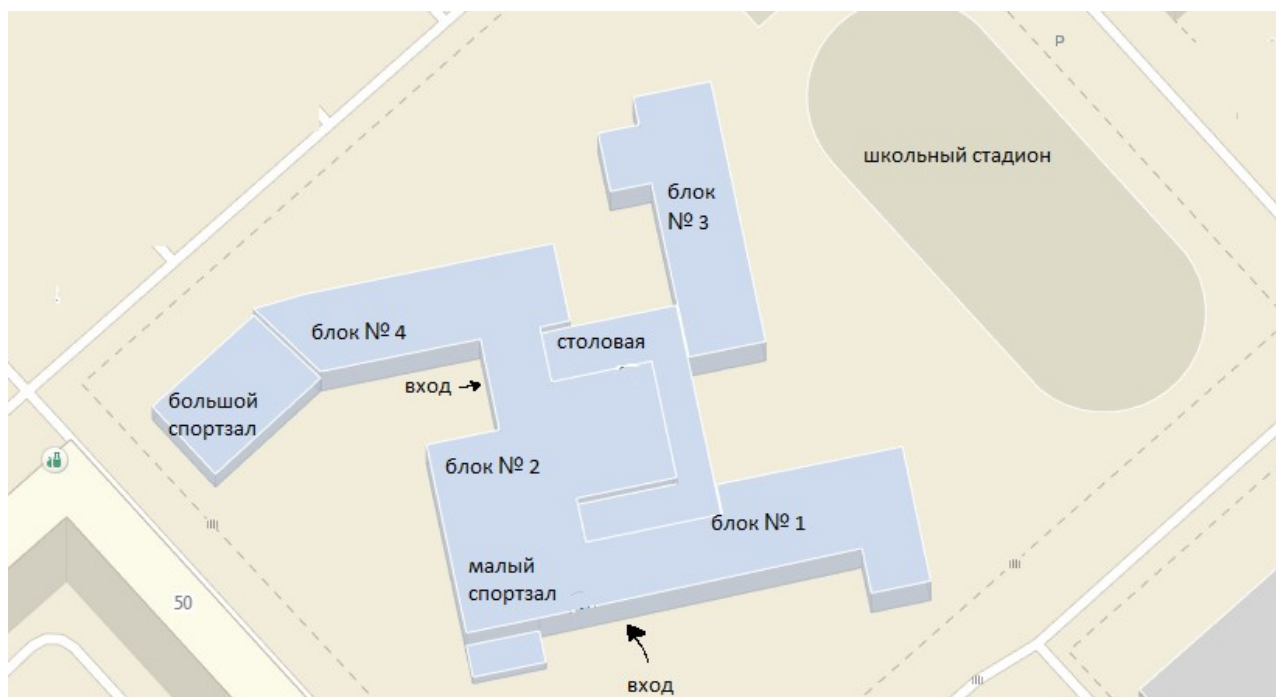 P
школьный стадион
блок
№ 3
блок № 4
столовая
вход
большой
спортзал
блок № 2
блок № 1
малый
спортзал
50
вход